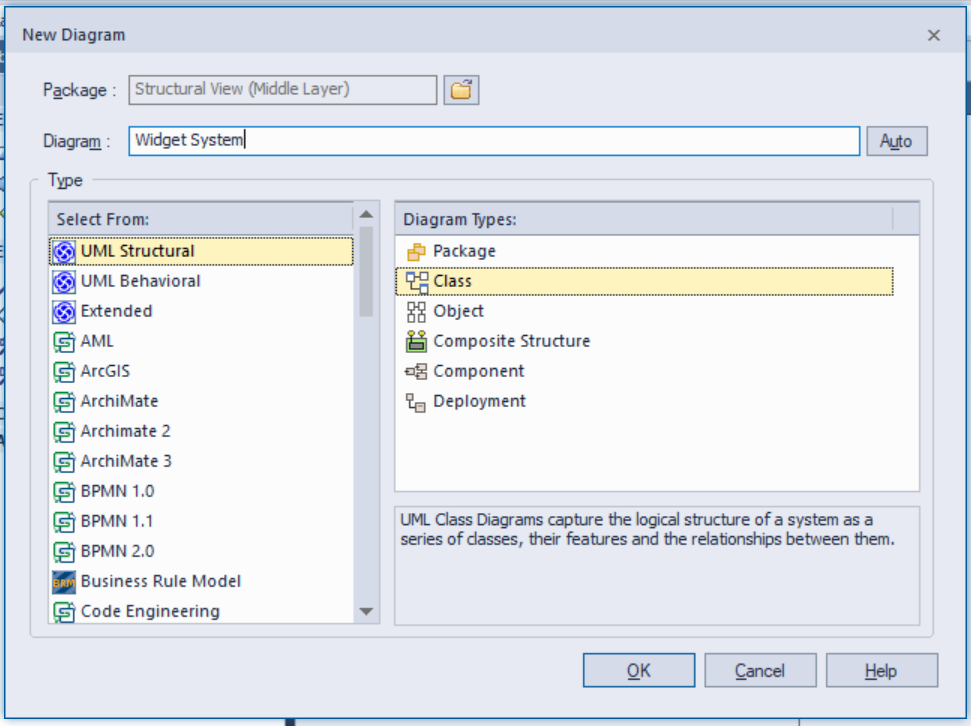 New Diagram
Package : Structural View (Middle Layer)
Diagram : Widget System Auto
Type
Select From:
UML Structural
UML Behavioral
Extended
AML
ArcGIS
ArchiMate
Archimate 2
ArchiMate 3
BPMN 1.0
BPMN 1.1
BPMN 2.0
BRM Business Rule Model
Code Engineering
Diagram Types:
Package
Class
Object
Composite Structure
Component
Deployment
UML Class Diagrams capture the logical structure of a system as a
series of classes, their features and the relationships between them.
OK Cancel Help